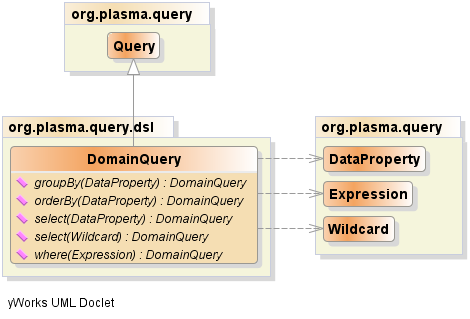 org.plasma.query
Query
org.plasma.query.dsl
DomainQuery
groupBy(DataProperty) : DomainQuery
orderBy(DataProperty) : DomainQuery
select(DataProperty) : DomainQuery
select(Wildcard) : DomainQuery
where(Expression) : DomainQuery
org.plasma.query
DataProperty
Expression
Wildcard
yWorks UML Doclet